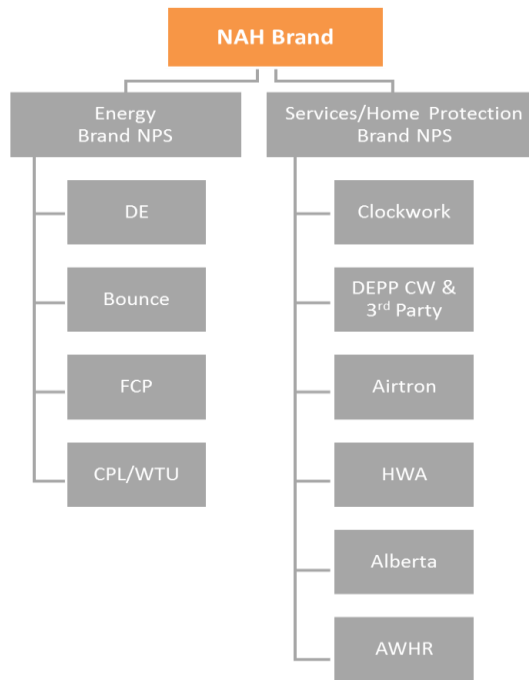 NAH Brand
Energy
Brand NPS
DE
Bounce
FCP
CPL/WTU
Services/Home Protection
Brand NPS
Clockwork
DEPP CW &
3rd Party
Airtron
HWA
Alberta
AWHR